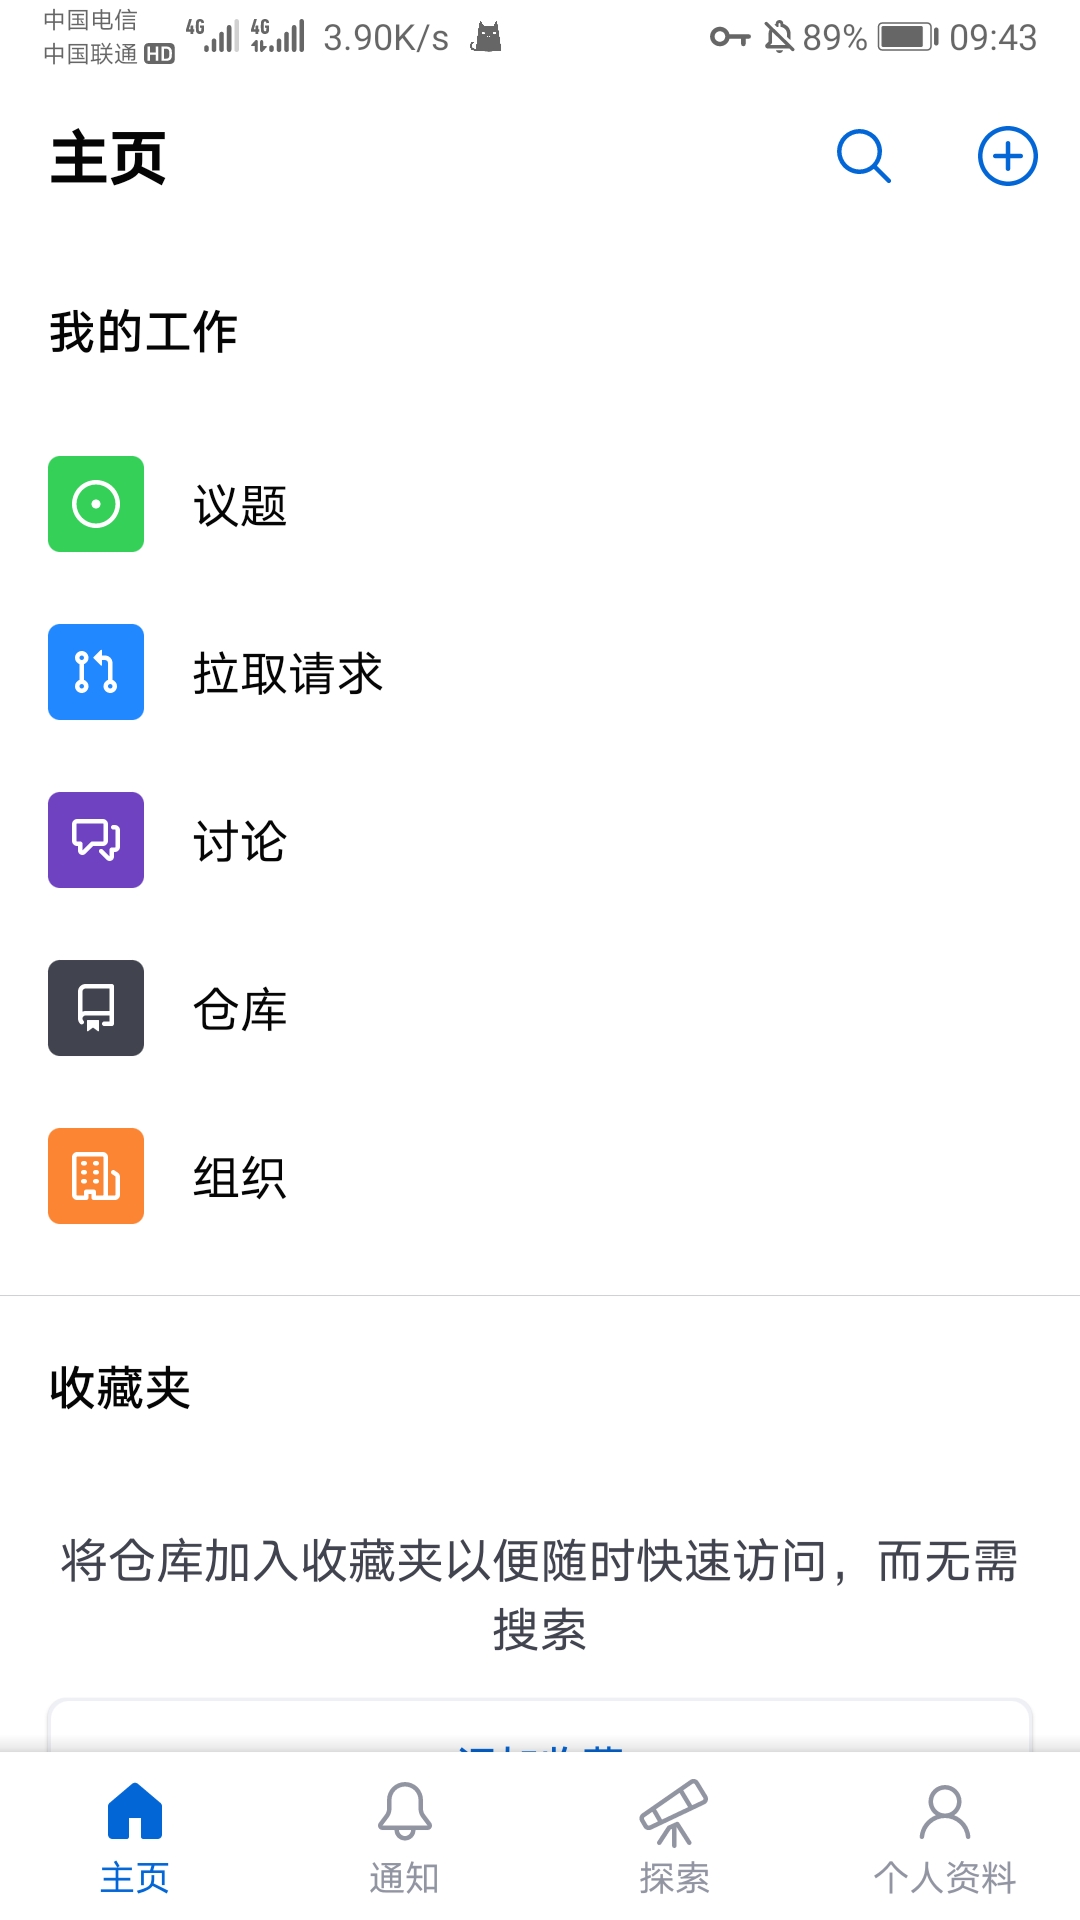 中国电信
中国联通 HD
4G 4G 3.90K/s 89% 09:43
主页
我的工作
议题
拉取请求
讨论
仓库
组织
收藏夹
将仓库加入收藏夹以便随时快速访问，而无需
搜索
主页 通知 探索 个人资料